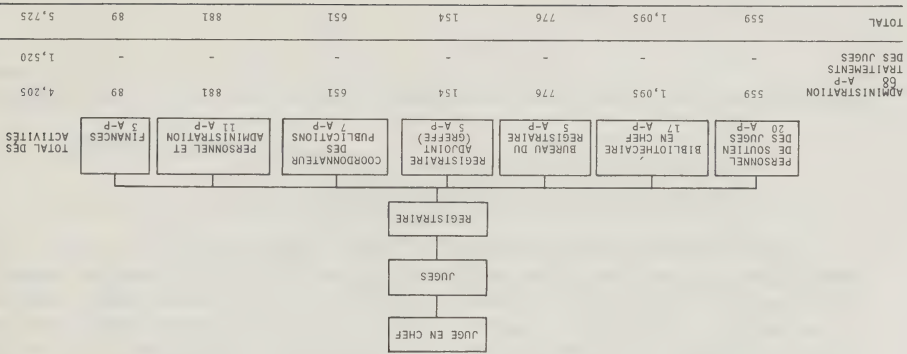 JUGE EN CHEF
JUGES
REGISTRAIRE
PERSONNEL
DE SOUTIEN
DES JUGES
20 A-P
BIBLIOTHECAIRE
EN CHEF
17 A-P
BUREAU DU
REGISTRAIRE
5 A-P
REGISTRAIRE
ADJOINT
(GREFFE)
5 A-P
COORDONNATEUR
DES
PUBLICATIONS
7 A-P
PERSONNEL ET
ADMINISTRATION
11 A-P
FINANCES
3 A-P
TOTAL DES
ACTIVITÉS
ADMINISTRATION 559 1,095 776 154 651 881 89 4,205
68 A-P
TRAITEMENTS
DES JUGES - - - - - - - 1,520
TOTAL 559 1,095 776 154 651 881 89 5,725